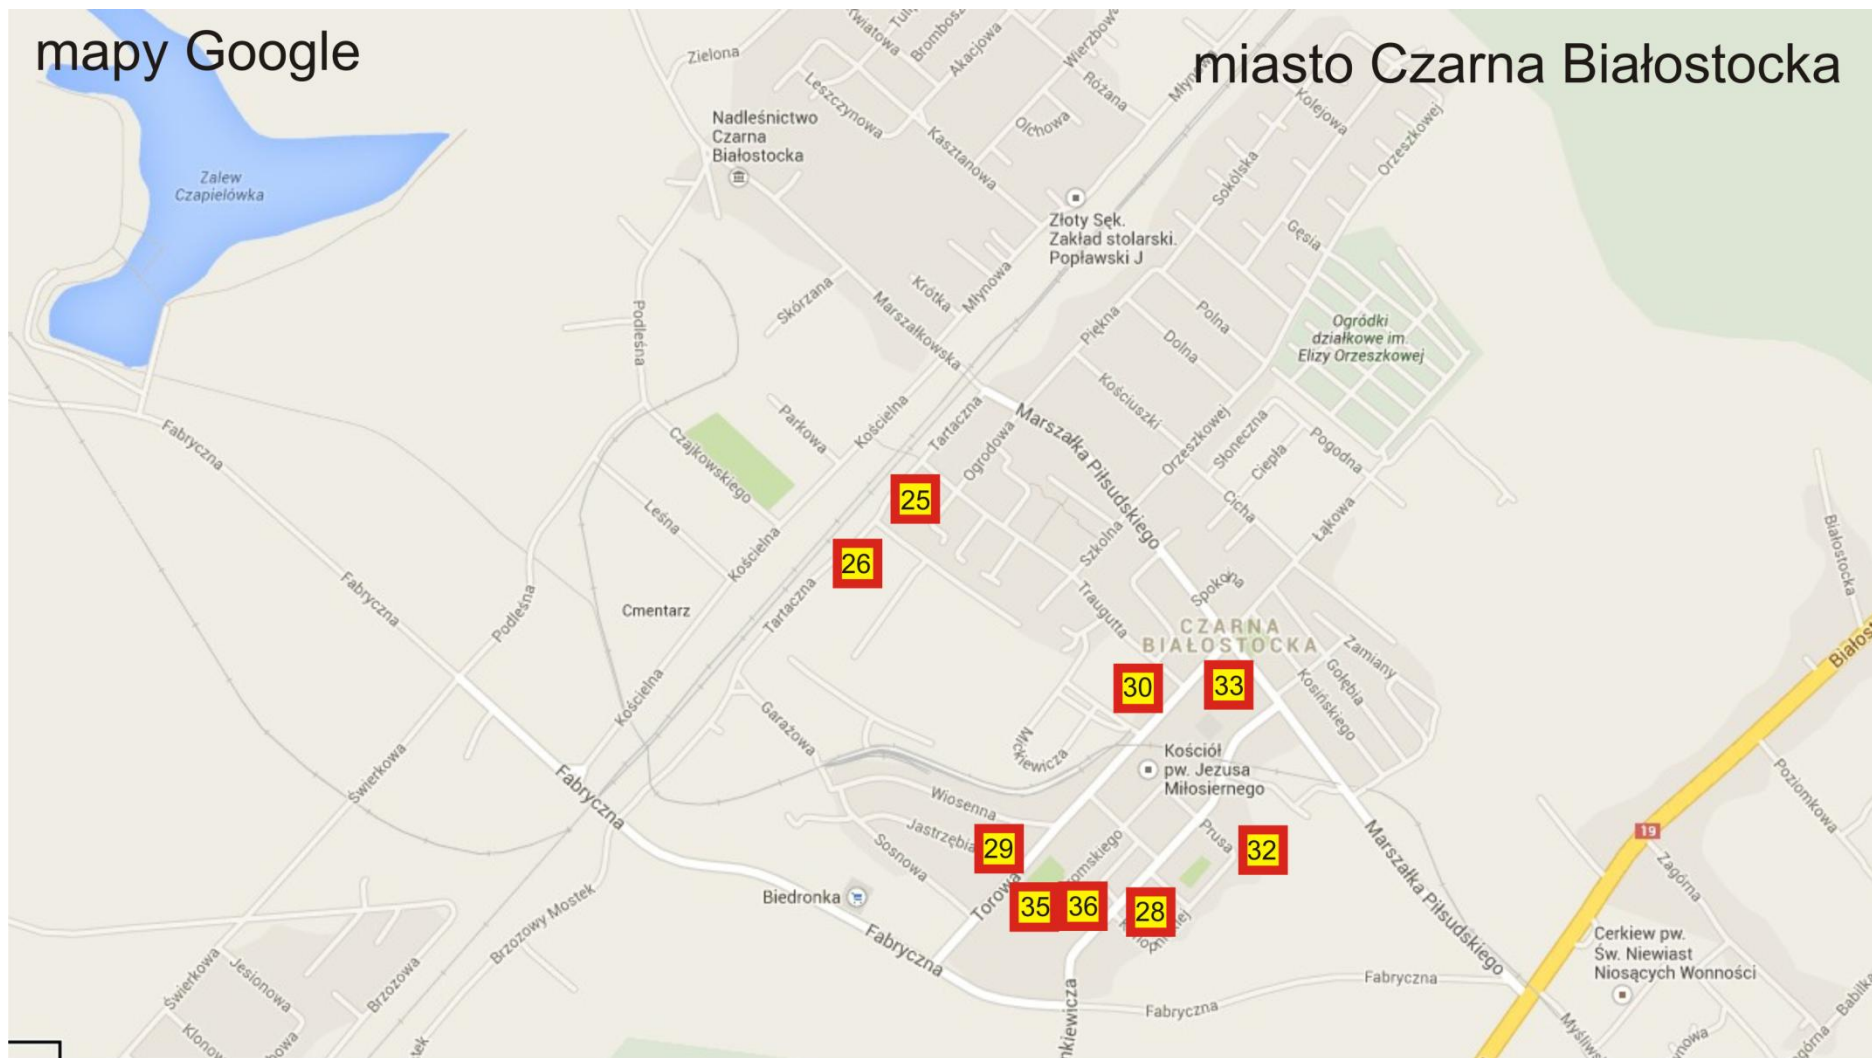 mapy Google
miasto Czarna Białostocka
Zielona
Kwiatowa
Akacjowa
Wierzbowa
Młynowa
Kolejowa
Leszczynowa
Różana
Olchowa
Orzeszkowej
Nadleśnictwo
Czarna
Białostocka
Kasztanowa
Zalew
Czapielówka
Sokólska
Złoty Sęk.
Zakład stolarski.
Popławski J
Gęsia
Krótka
Młynowa
Skórzana
Podleśna
Marszałkowska
Piękna
Polna
Dolna
Ogródki
działkowe im.
Elizy Orzeszkowej
Kościuszki
Parkowa
Kościelna
Tartaczna
Ogrodowa
Marszałka Piłsudskiego
Orzeszkowej
Słoneczna
Ciepła
Pogodna
Fabryczna
Czajkowskiego
25
Leśna
Cicha
Łąkowa
Szkolna
Białostocka
Kościelna
26
Fabryczna
Podleśna
Cmentarz
Tartaczna
Traugutta
Spokojna
CZARNA
BIAŁOSTOCKA
Zamiany
Gołębia
Kosińskiego
30
33
Kościelna
Garażowa
Mickiewicza
Kościół
pw. Jezusa
Miłosiernego
Świerkowa
Fabryczna
Wiosenna
Jastrzębia
Sosnowa
29
Prusa
32
Marszałka Piłsudskiego
19
Poziomkowa
Zagórna
Biedronka
Torowa
35
36
28
Brzozowy Mostek
Fabryczna
Cerkiew pw.
Św. Niewiast
Niosących Wonności
Świerkowa
Jesionowa
Brzozowa
Fabryczna
Fabryczna